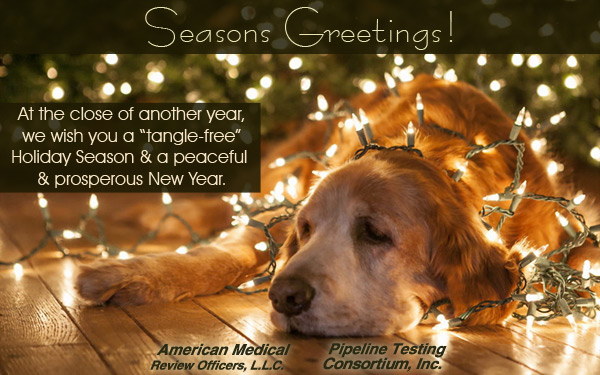 Seasons Greetings!
At the close of another year,
we wish you a “tangle-free”
Holiday Season & a peaceful
& prosperous New Year.
American Medical
Review Officers, L.L.C.
Pipeline Testing
Consortium, Inc.